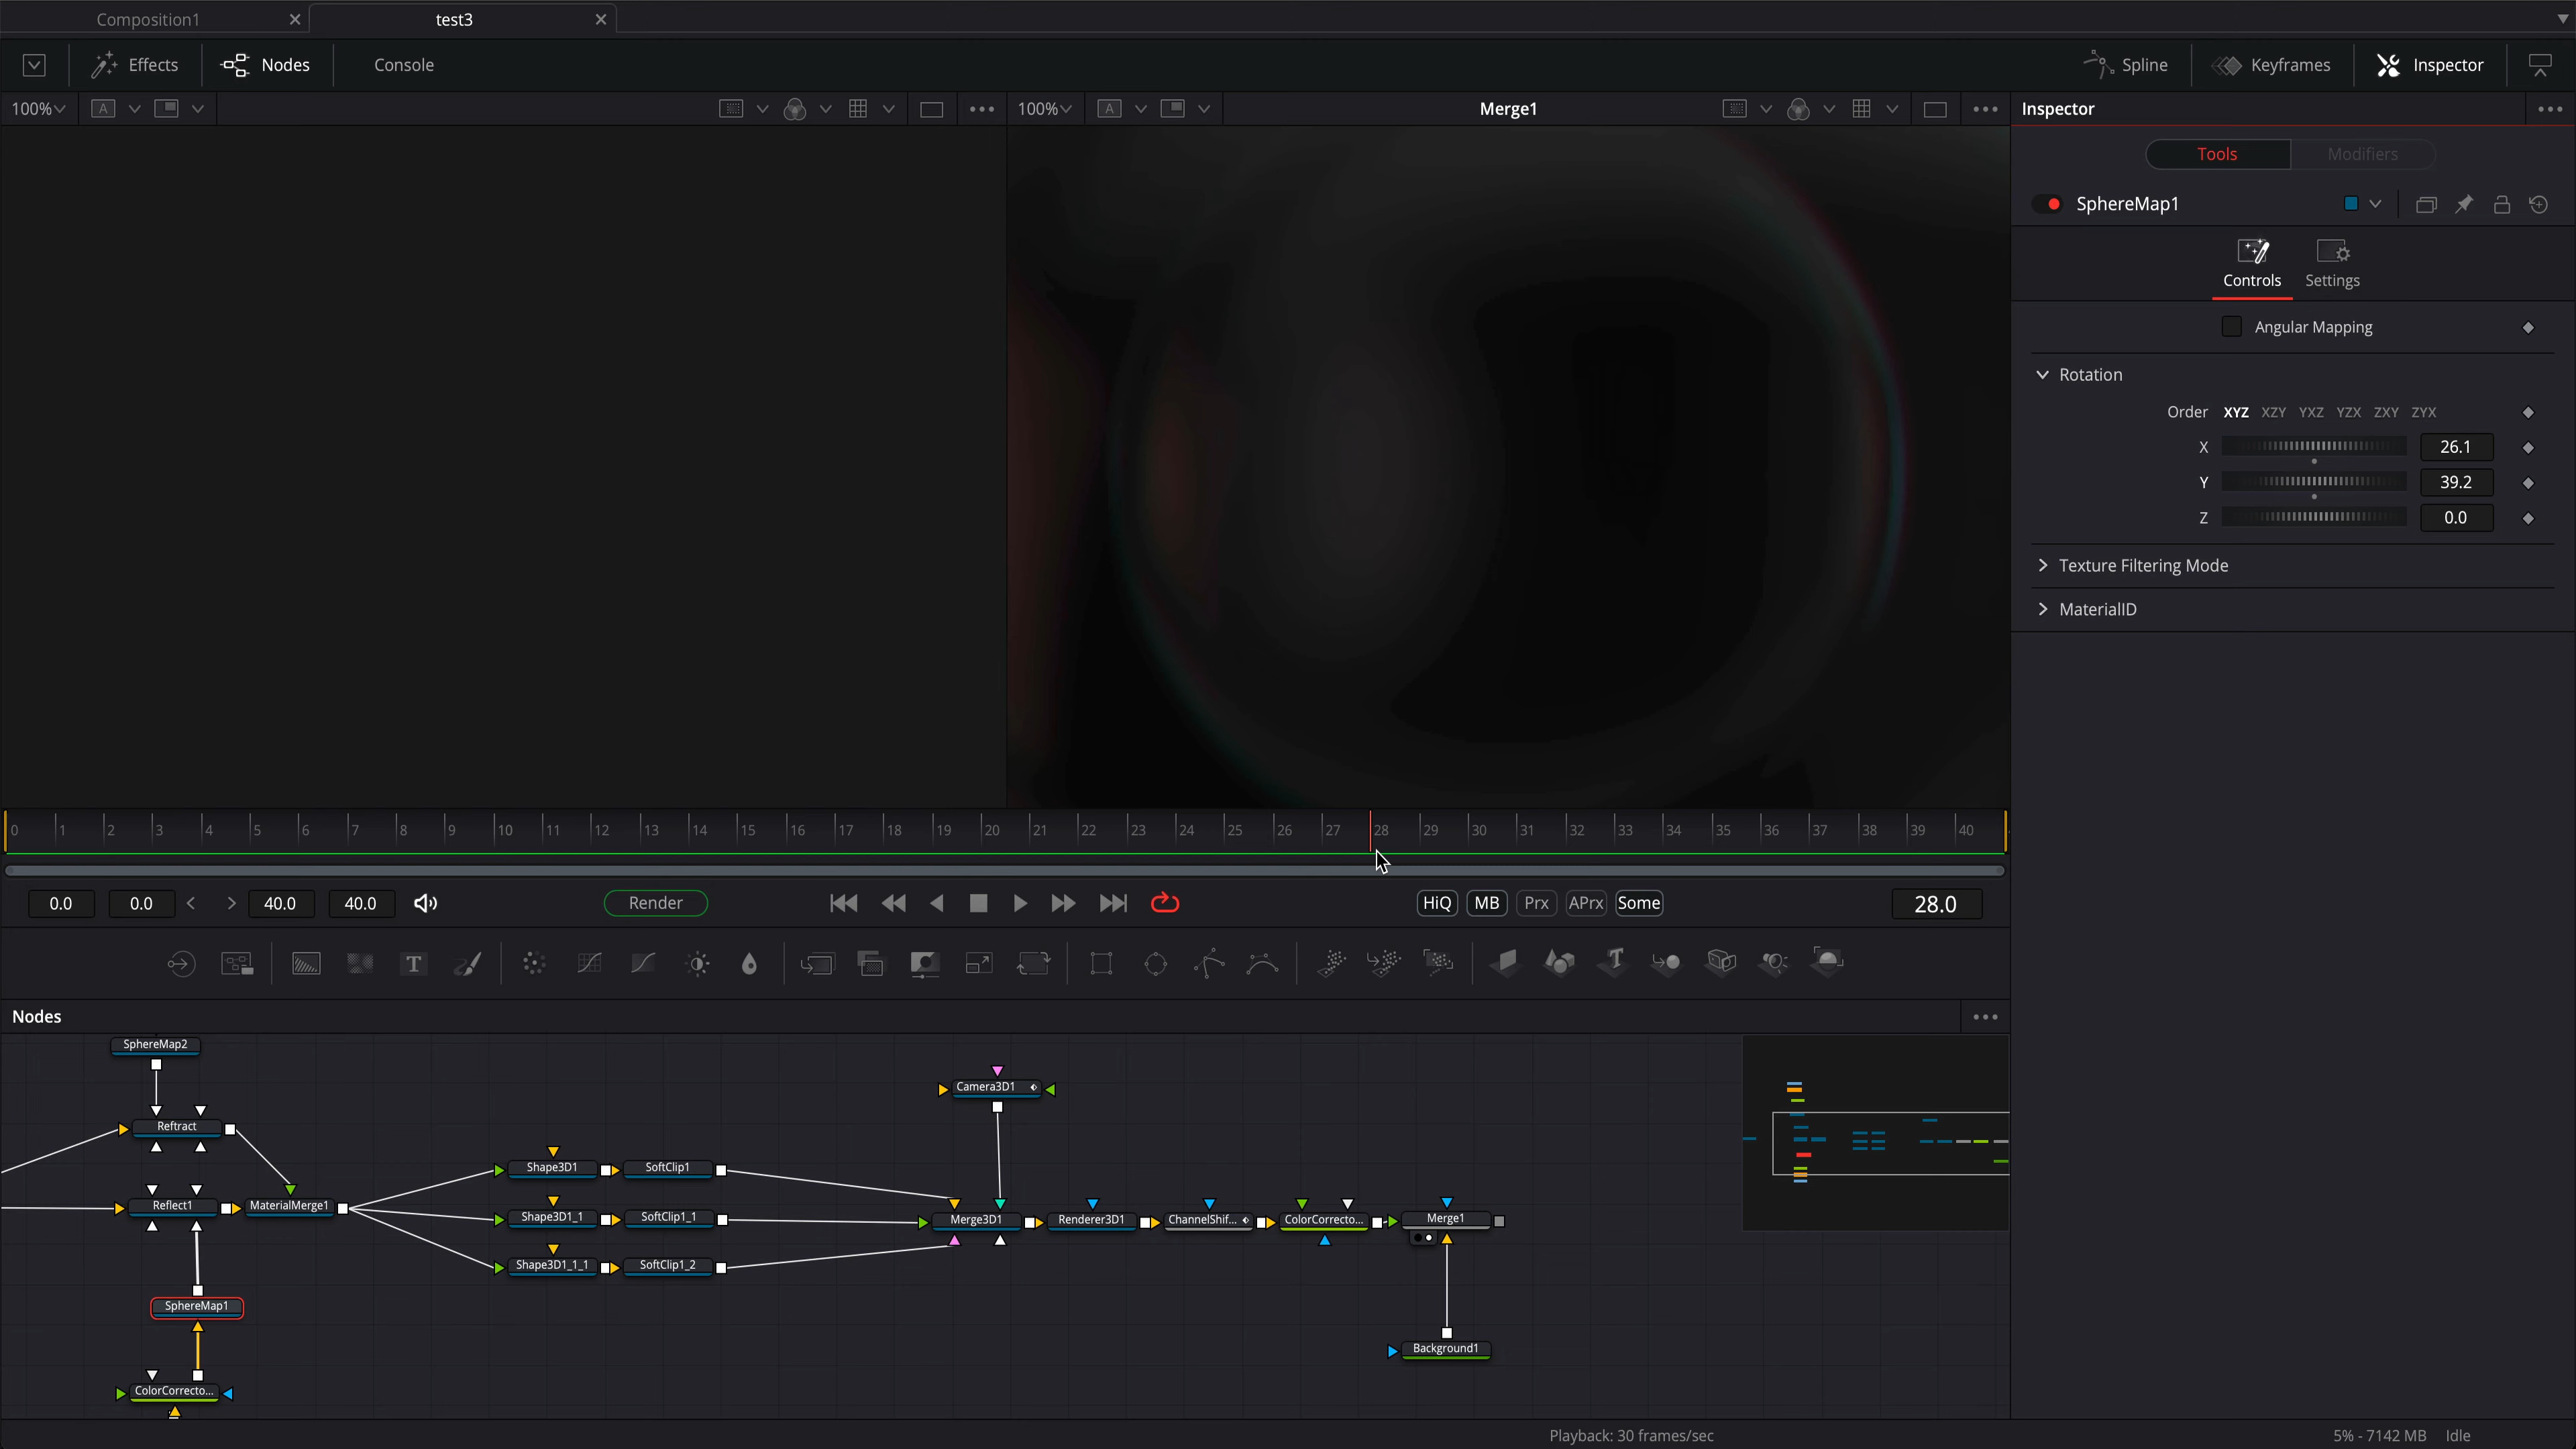 Composition1
test3
Effects
Nodes
Console
Spline
Keyframes
Inspector
100%
A
100%
A
Merge1
Inspector
Tools
Modifiers
SphereMap1
Controls
Settings
Angular Mapping
Rotation
Order XYZ XZY YXZ YZX ZXY ZYX
X 26.1
Y 39.2
Z 0.0
Texture Filtering Mode
MaterialID
0 1 2 3 4 5 6 7 8 9 10 11 12 13 14 15 16 17 18 19 20 21 22 23 24 25 26 27 28 29 30 31 32 33 34 35 36 37 38 39 40
0.0 0.0 40.0 40.0 Render HiQ MB Prx APrx Some 28.0
T
Nodes
SphereMap2
Camera3D1
Reftract
Shape3D1 SoftClip1
Reflect1 MaterialMerge1
Shape3D1_1 SoftClip1_1 Merge3D1 Renderer3D1 ChannelShif... ColorCorrecto... Merge1
Shape3D1_1_1 SoftClip1_2
SphereMap1
Background1
ColorCorrecto...
Playback: 30 frames/sec
5% - 7142 MB Idle